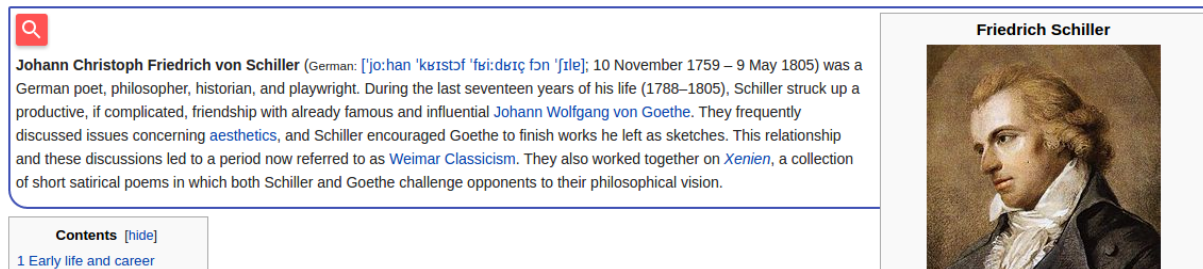 Johann Christoph Friedrich von Schiller (German: [ˈjoːhan ˈkʁɪstɔf ˈfʁiːdʁɪç fɔn ˈʃɪlɐ]; 10 November 1759 – 9 May 1805) was a
German poet, philosopher, historian, and playwright. During the last seventeen years of his life (1788–1805), Schiller struck up a
productive, if complicated, friendship with already famous and influential Johann Wolfgang von Goethe. They frequently
discussed issues concerning aesthetics, and Schiller encouraged Goethe to finish works he left as sketches. This relationship
and these discussions led to a period now referred to as Weimar Classicism. They also worked together on Xenien, a collection
of short satirical poems in which both Schiller and Goethe challenge opponents to their philosophical vision.
Friedrich Schiller
Contents [hide]
1 Early life and career